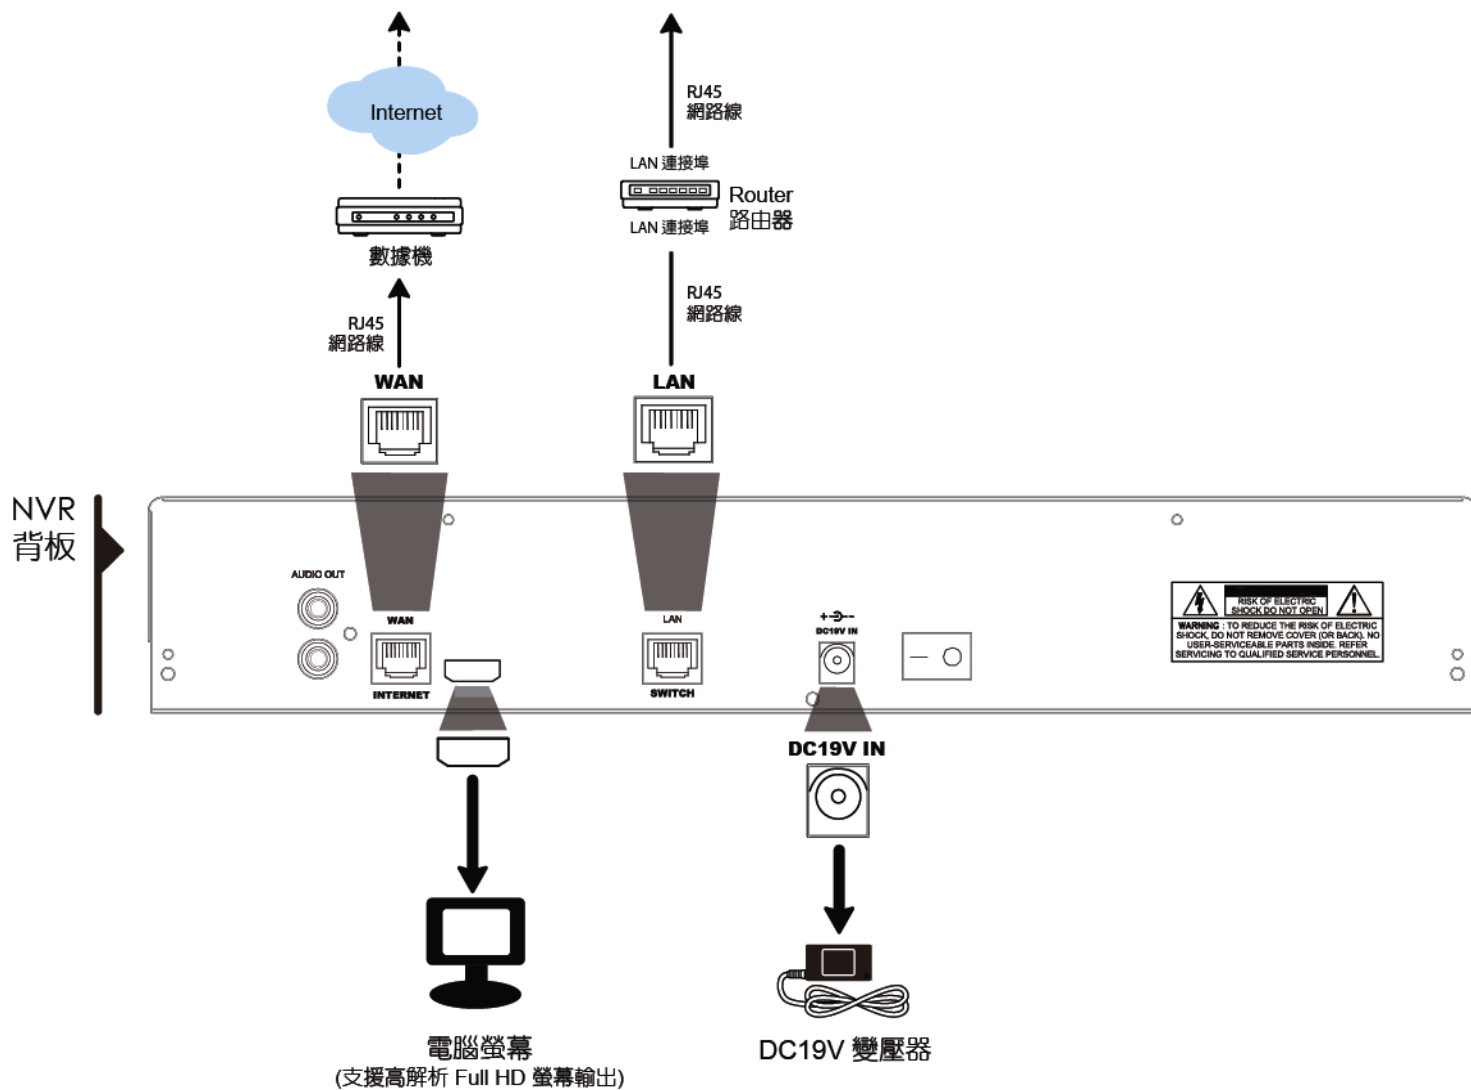 Internet
數據機
RJ45
網路線
WAN
RJ45
網路線
LAN 連接埠
Router
路由器
LAN 連接埠
RJ45
網路線
LAN
NVR
背板
AUDIO OUT
WAN
INTERNET
LAN
SWITCH
DC19V IN
RISK OF ELECTRIC
SHOCK DO NOT OPEN
WARNING : TO REDUCE THE RISK OF ELECTRIC
SHOCK, DO NOT REMOVE COVER (OR BACK). NO
USER-SERVICEABLE PARTS INSIDE. REFER
SERVICING TO QUALIFIED SERVICE PERSONNEL.
DC19V IN
電腦螢幕
(支援高解析 Full HD 螢幕輸出)
DC19V 變壓器